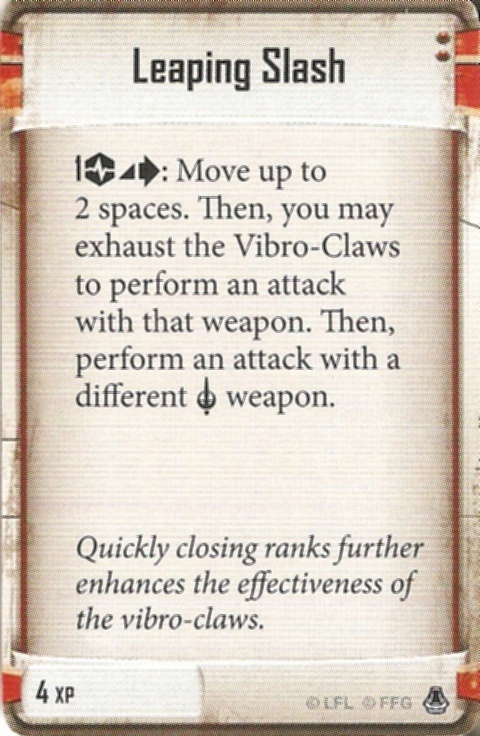 Leaping Slash
1: Move up to
2 spaces. Then, you may
exhaust the Vibro-Claws
to perform an attack
with that weapon. Then,
perform an attack with a
different weapon.
Quickly closing ranks further
enhances the effectiveness of
the vibro-claws.
4 XP
© LFL © FFG